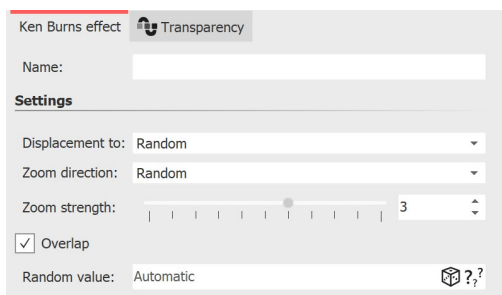 Ken Burns effect Transparency
Name:
Settings
Displacement to: Random
Zoom direction: Random
Zoom strength: 3
Overlap
Random value: Automatic ???